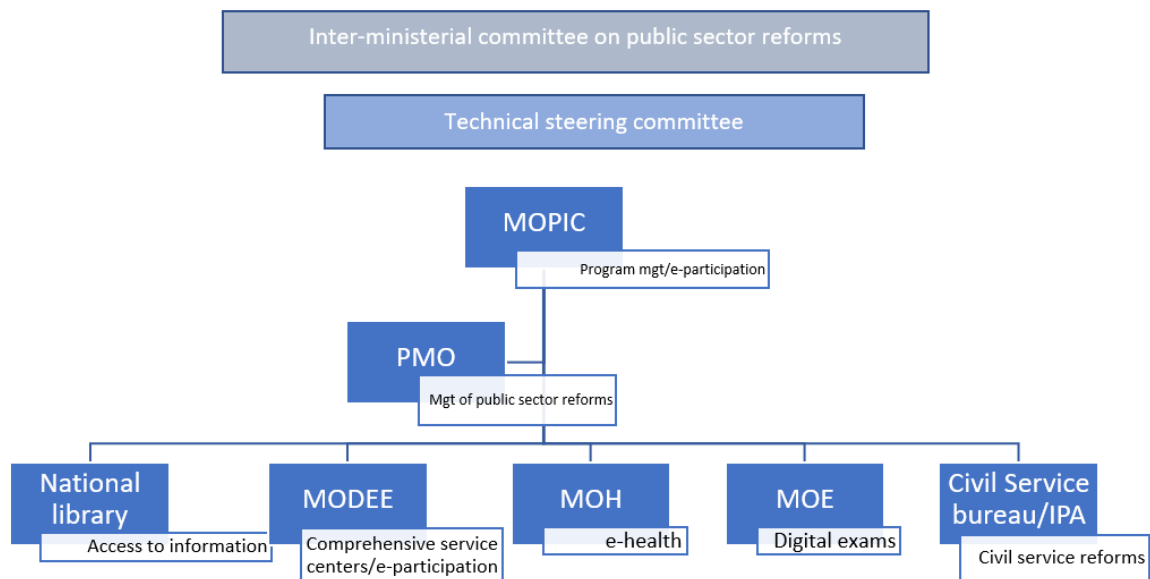 Inter-ministerial committee on public sector reforms
Technical steering committee
MOPIC
Program mgt/e-participation
PMO
Mgt of public sector reforms
National
library
Access to information
MODEE
Comprehensive service
centers/e-participation
MOH
e-health
MOE
Digital exams
Civil Service
bureau/IPA
Civil service reforms